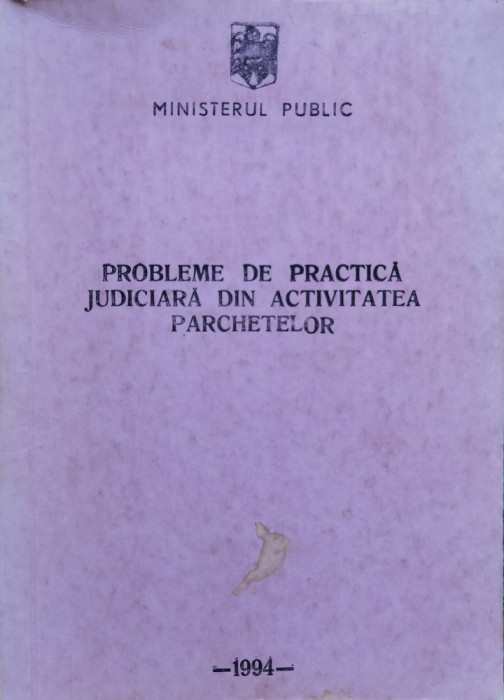 MINISTERUL PUBLIC
PROBLEME DE PRACTICĂ
JUDICIARĂ DIN ACTIVITATEA
PARCHETELOR
—1994—